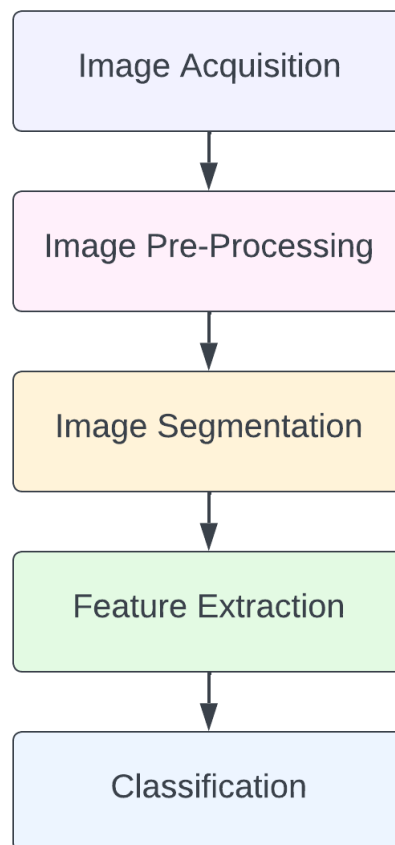 Image Acquisition
Image Pre-Processing
Image Segmentation
Feature Extraction
Classification